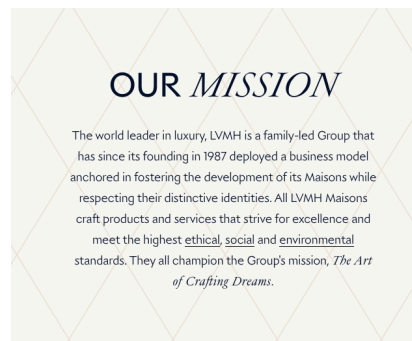 OUR MISSION
The world leader in luxury, LVMH is a family-led Group that
has since its founding in 1987 deployed a business model
anchored in fostering the development of its Maisons while
respecting their distinctive identities. All LVMH Maisons
craft products and services that strive for excellence and
meet the highest ethical, social and environmental
standards. They all champion the Group's mission, The Art
of Crafting Dreams.